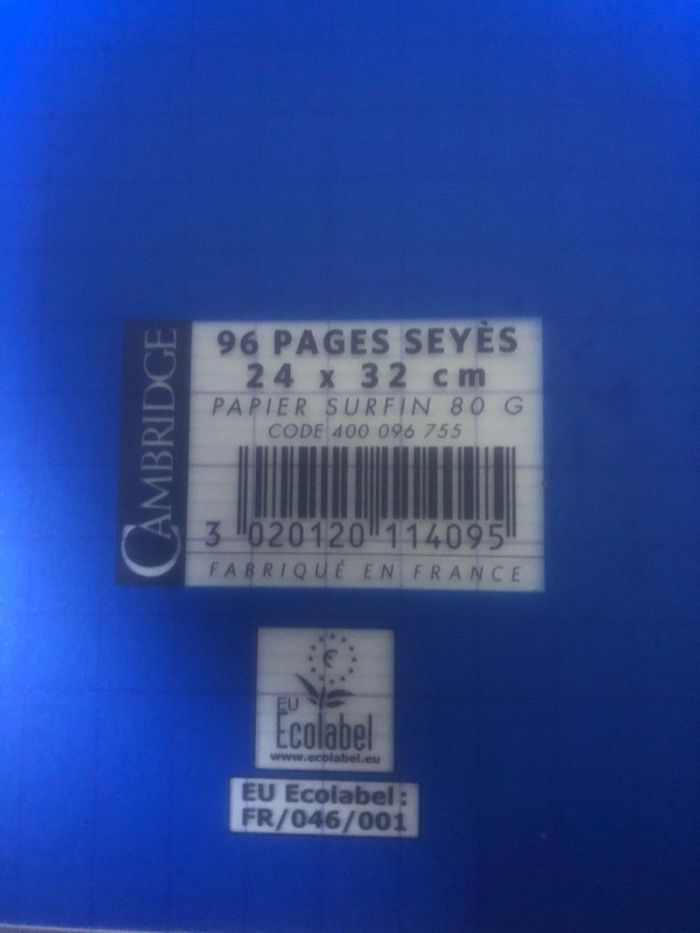 CAMBRIDGE
96 PAGES SEYÈS
24 x 32 cm
PAPIER SURFIN 80 G
CODE 400 096 755
3 020120 114095
FABRIQUÉ EN FRANCE
EU
Ecolabel
www.ecolabel.eu
EU Ecolabel :
FR/046/001